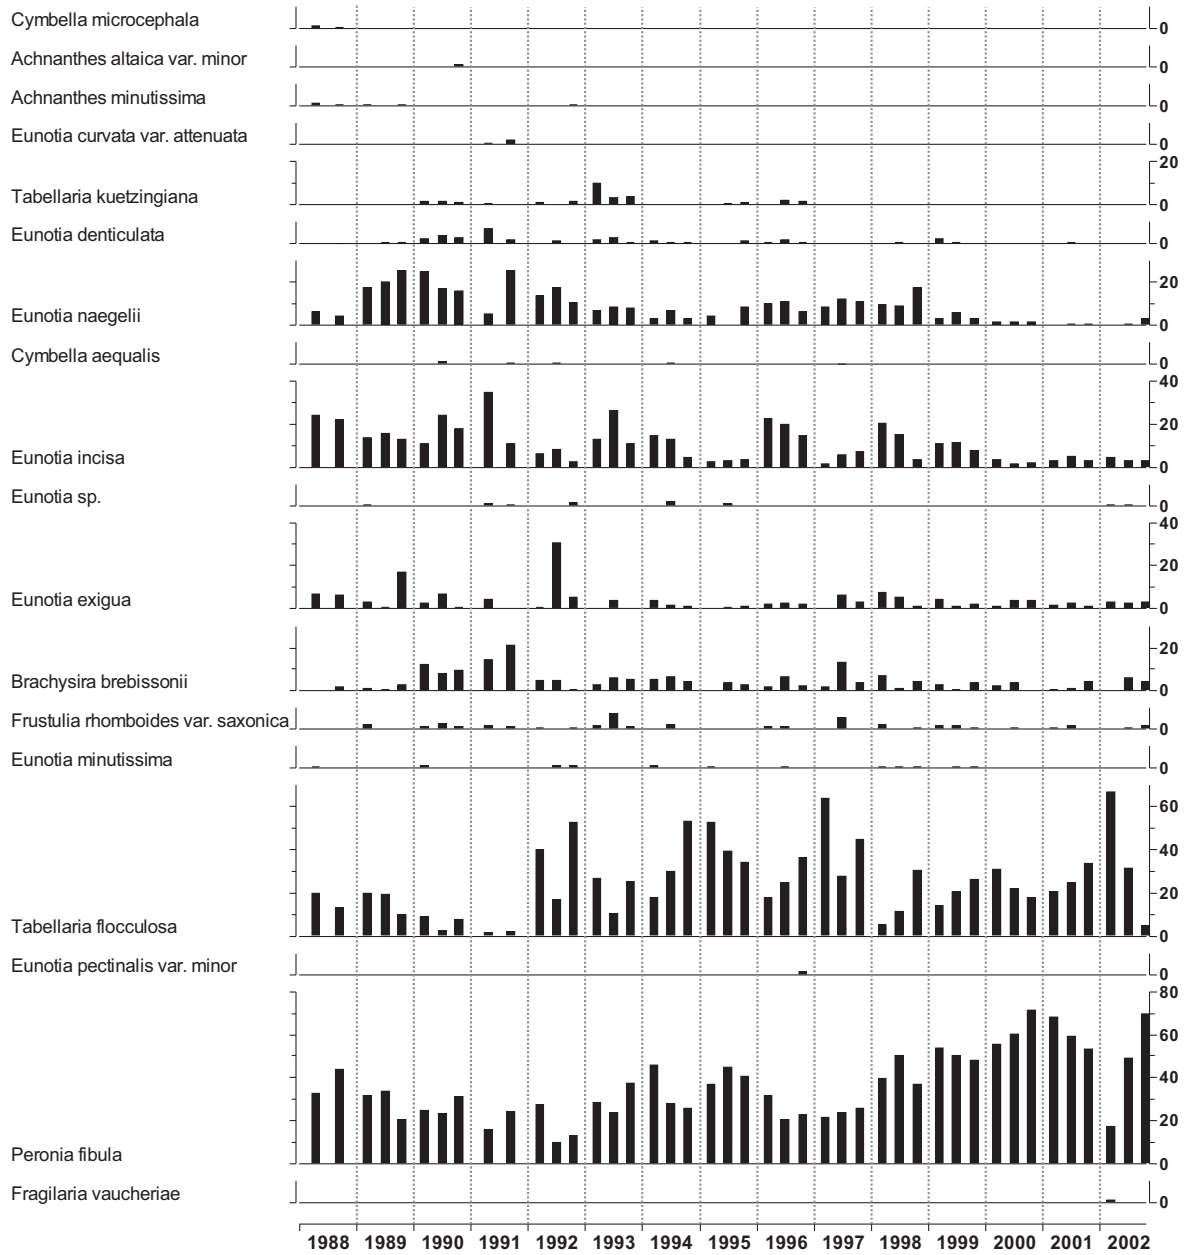 Cymbella microcephala
0
Achnanthes altaica var. minor
0
Achnanthes minutissima
0
Eunotia curvata var. attenuata
0
20
Tabellaria kuetzingiana
0
Eunotia denticulata
0
20
Eunotia naegelii
0
Cymbella aequalis
0
40
20
Eunotia incisa
0
Eunotia sp.
0
40
20
Eunotia exigua
0
20
Brachysira brebissonii
0
Frustulia rhomboides var. saxonica
0
Eunotia minutissima
0
60
40
20
Tabellaria flocculosa
0
Eunotia pectinalis var. minor
0
80
60
40
20
Peronia fibula
0
Fragilaria vaucheriae
0
1988 1989 1990 1991 1992 1993 1994 1995 1996 1997 1998 1999 2000 2001 2002